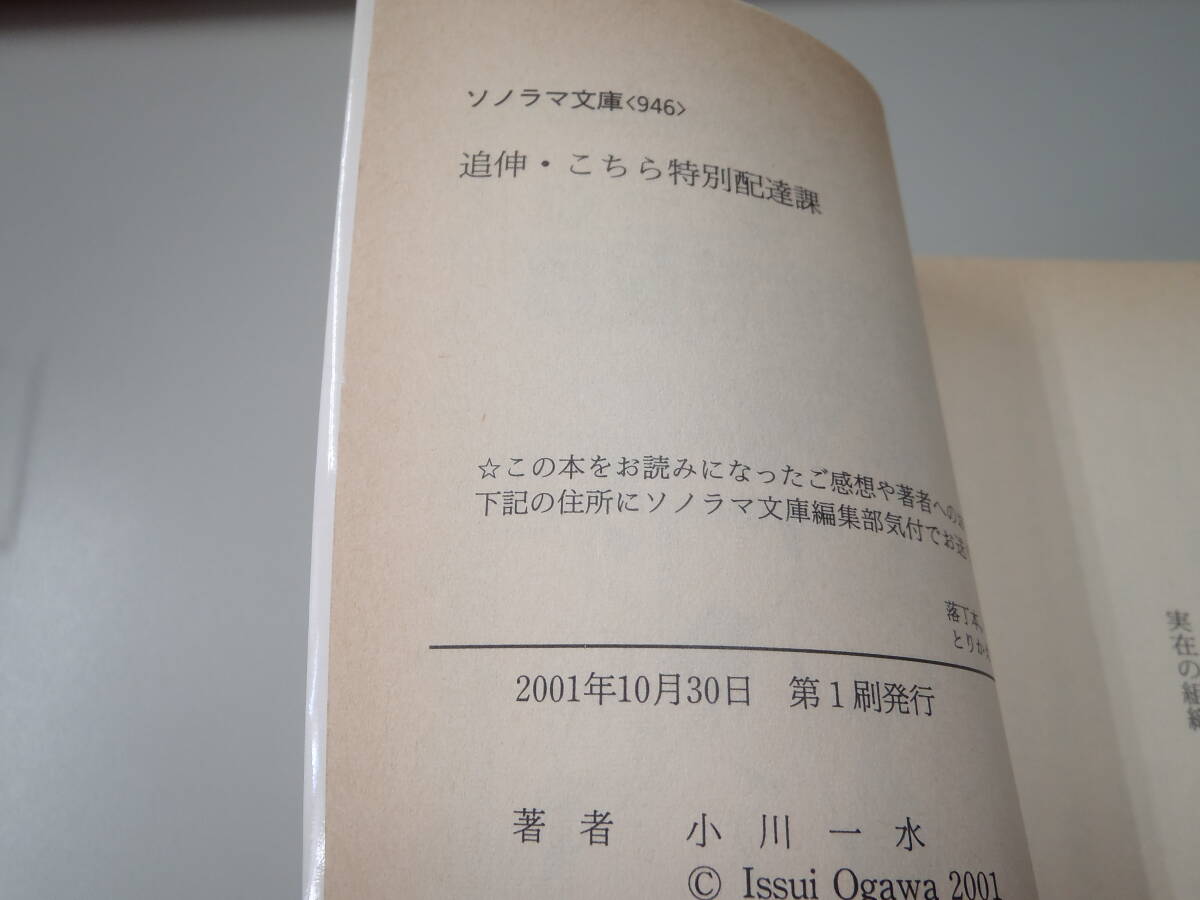 ソノラマ文庫〈946〉
追伸・こちら特別配達課
☆この本をお読みになったご感想や著者への
下記の住所にソノラマ文庫編集部気付でお送
落丁本
とりか
2001年10月30日　第1刷発行
著　者　小　川　一　水
© Issui Ogawa 2001
実在の組織